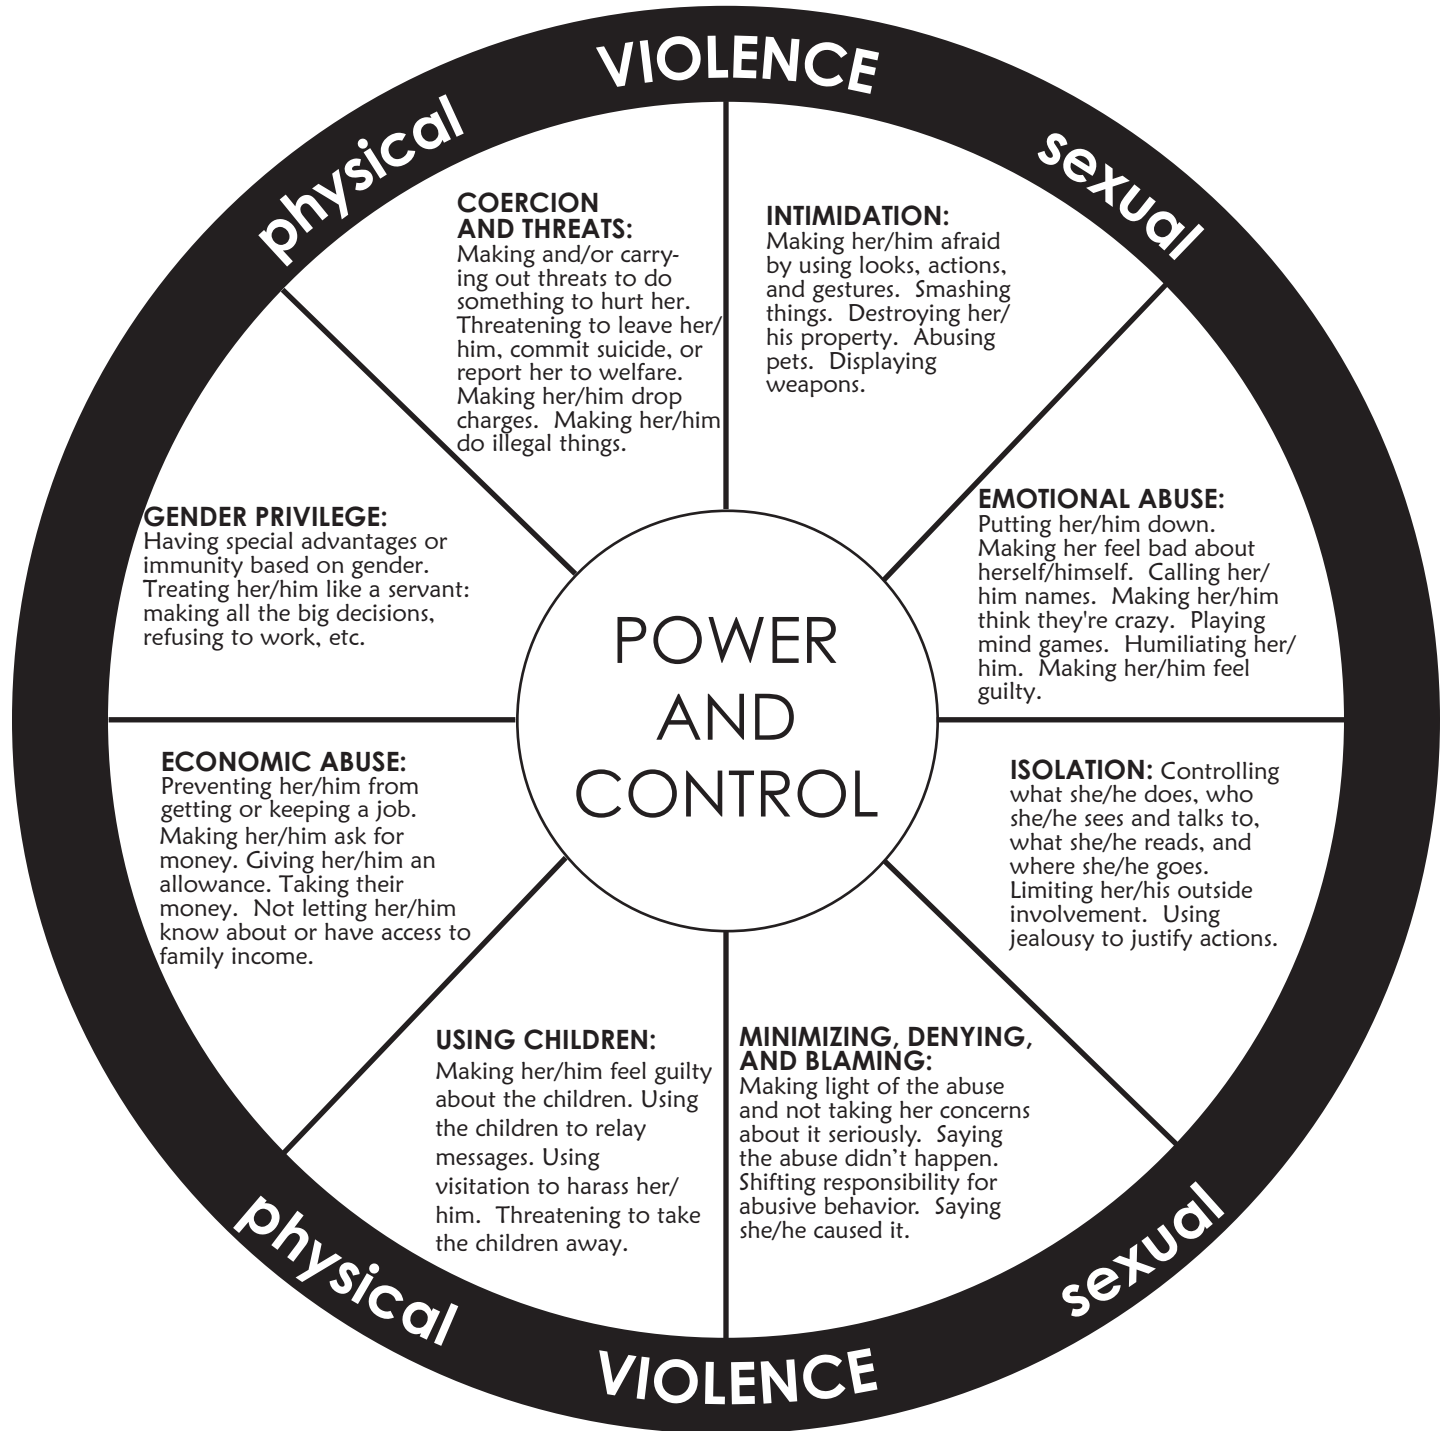 VIOLENCE
physical
sexual
COERCION
AND THREATS:
Making and/or carry-
ing out threats to do
something to hurt her.
Threatening to leave her/
him, commit suicide, or
report her to welfare.
Making her/him drop
charges.  Making her/him
do illegal things.
INTIMIDATION:
Making her/him afraid
by using looks, actions,
and gestures.  Smashing
things.  Destroying her/
his property.  Abusing
pets.  Displaying
weapons.
EMOTIONAL ABUSE:
Putting her/him down.
Making her feel bad about
herself/himself.  Calling her/
him names.  Making her/him
think they're crazy.  Playing
mind games.  Humiliating her/
him.  Making her/him feel
guilty.
GENDER PRIVILEGE:
Having special advantages or
immunity based on gender.
Treating her/him like a servant:
making all the big decisions,
refusing to work, etc.
POWER
AND
CONTROL
ECONOMIC ABUSE:
Preventing her/him from
getting or keeping a job.
Making her/him ask for
money. Giving her/him an
allowance. Taking their
money.  Not letting her/him
know about or have access to
family income.
ISOLATION: Controlling
what she/he does, who
she/he sees and talks to,
what she/he reads, and
where she/he goes.
Limiting her/his outside
involvement.  Using
jealousy to justify actions.
USING CHILDREN:
Making her/him feel guilty
about the children. Using
the children to relay
messages. Using
visitation to harass her/
him.  Threatening to take
the children away.
MINIMIZING, DENYING,
AND BLAMING:
Making light of the abuse
and not taking her concerns
about it seriously.  Saying
the abuse didn’t happen.
Shifting responsibility for
abusive behavior.  Saying
she/he caused it.
physical
sexual
VIOLENCE